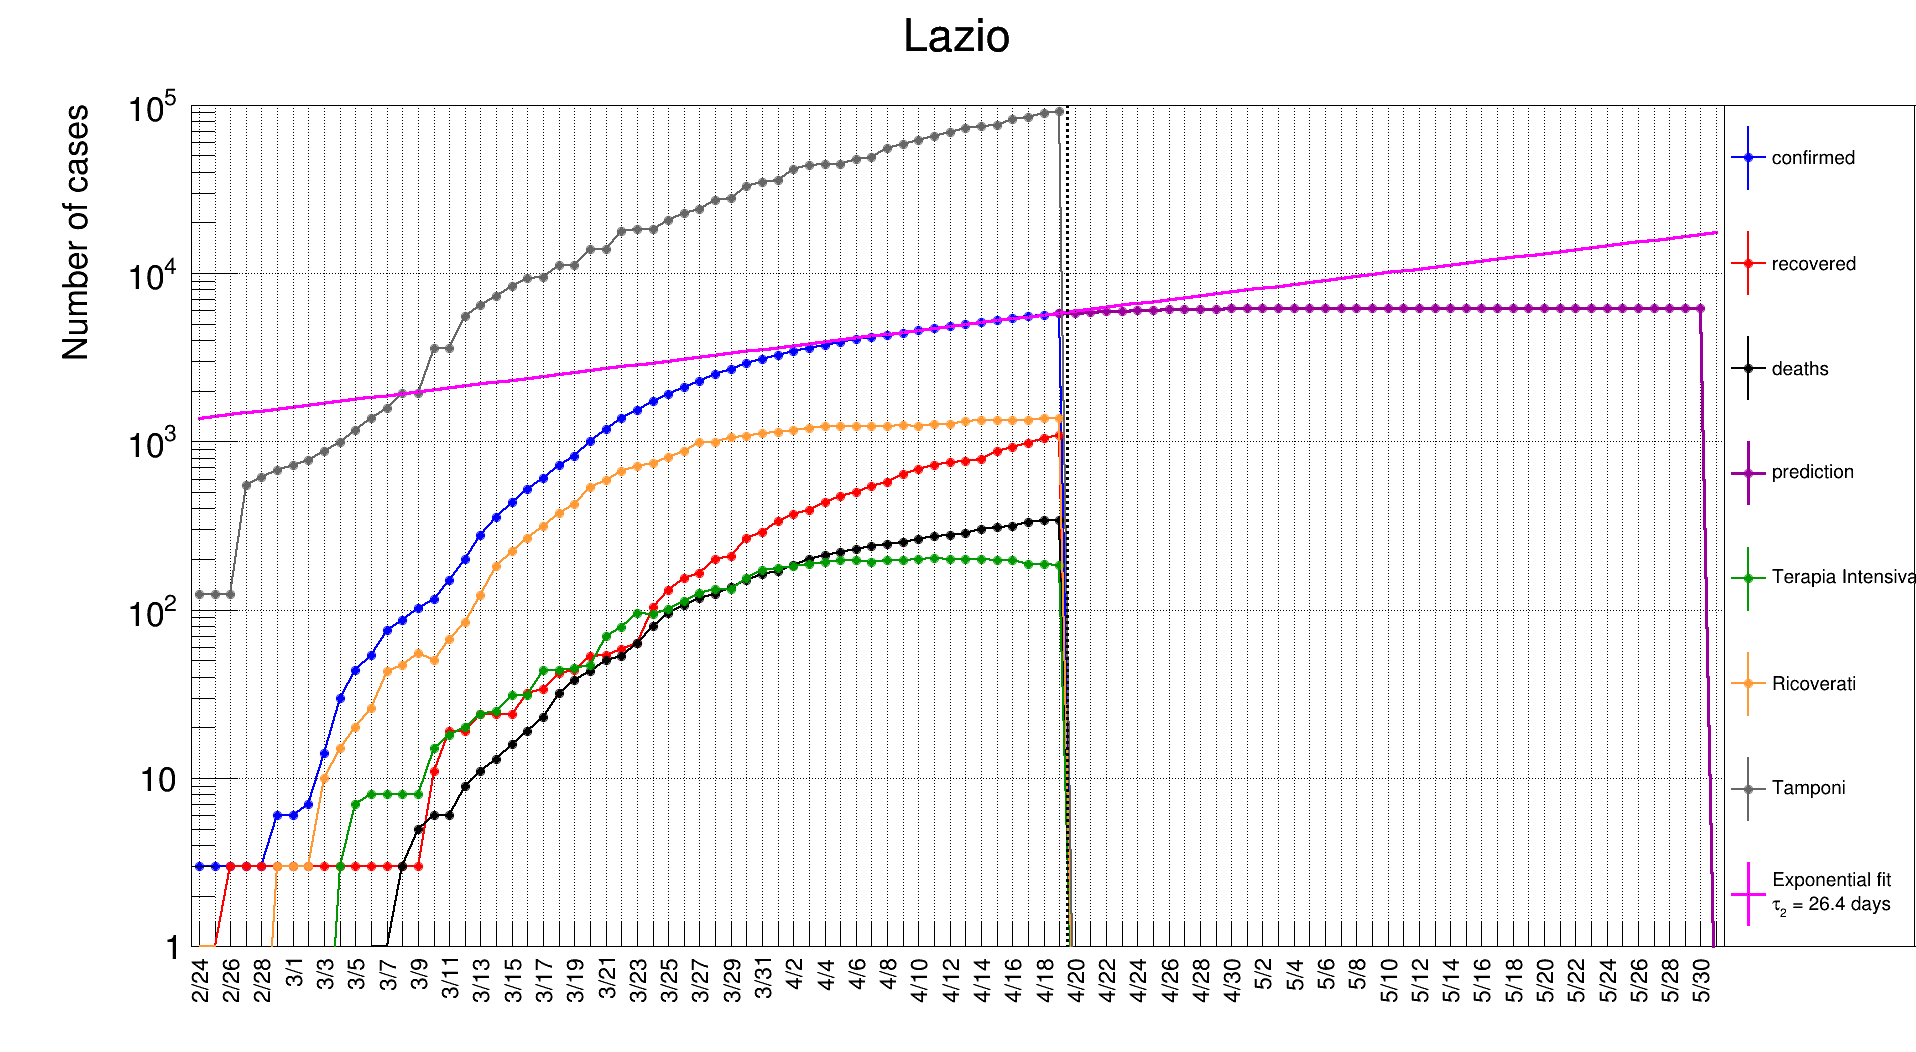 Lazio
Number of cases
10^5
10^4
10^3
10^2
10
1
2/24 2/26 2/28 3/1 3/3 3/5 3/7 3/9 3/11 3/13 3/15 3/17 3/19 3/21 3/23 3/25 3/27 3/29 3/31 4/2 4/4 4/6 4/8 4/10 4/12 4/14 4/16 4/18 4/20 4/22 4/24 4/26 4/28 4/30 5/2 5/4 5/6 5/8 5/10 5/12 5/14 5/16 5/18 5/20 5/22 5/24 5/26 5/28 5/30
confirmed
recovered
deaths
prediction
Terapia Intensiva
Ricoverati
Tamponi
Exponential fit
τ_2 = 26.4 days